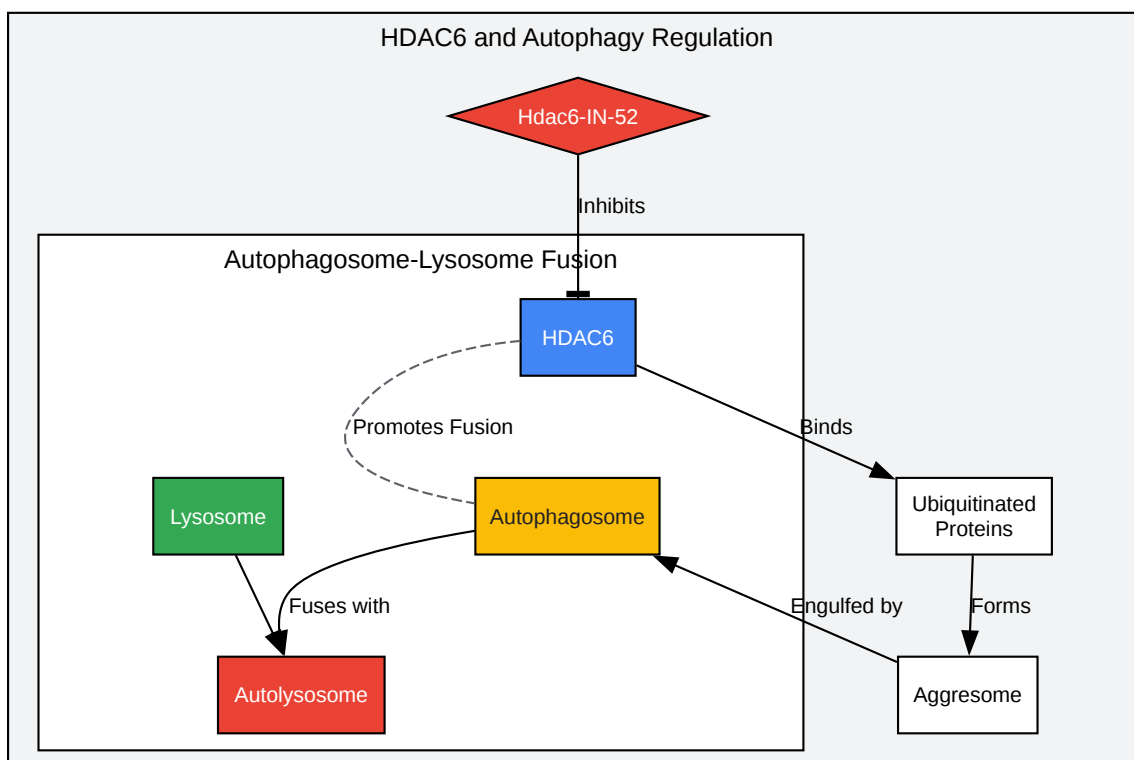 HDAC6 and Autophagy Regulation
Hdac6-IN-52
Inhibits
Autophagosome-Lysosome Fusion
HDAC6
Promotes Fusion
Binds
Lysosome
Autophagosome
Ubiquitinated
Proteins
Fuses with
Engulfed by
Forms
Autolysosome
Aggresome